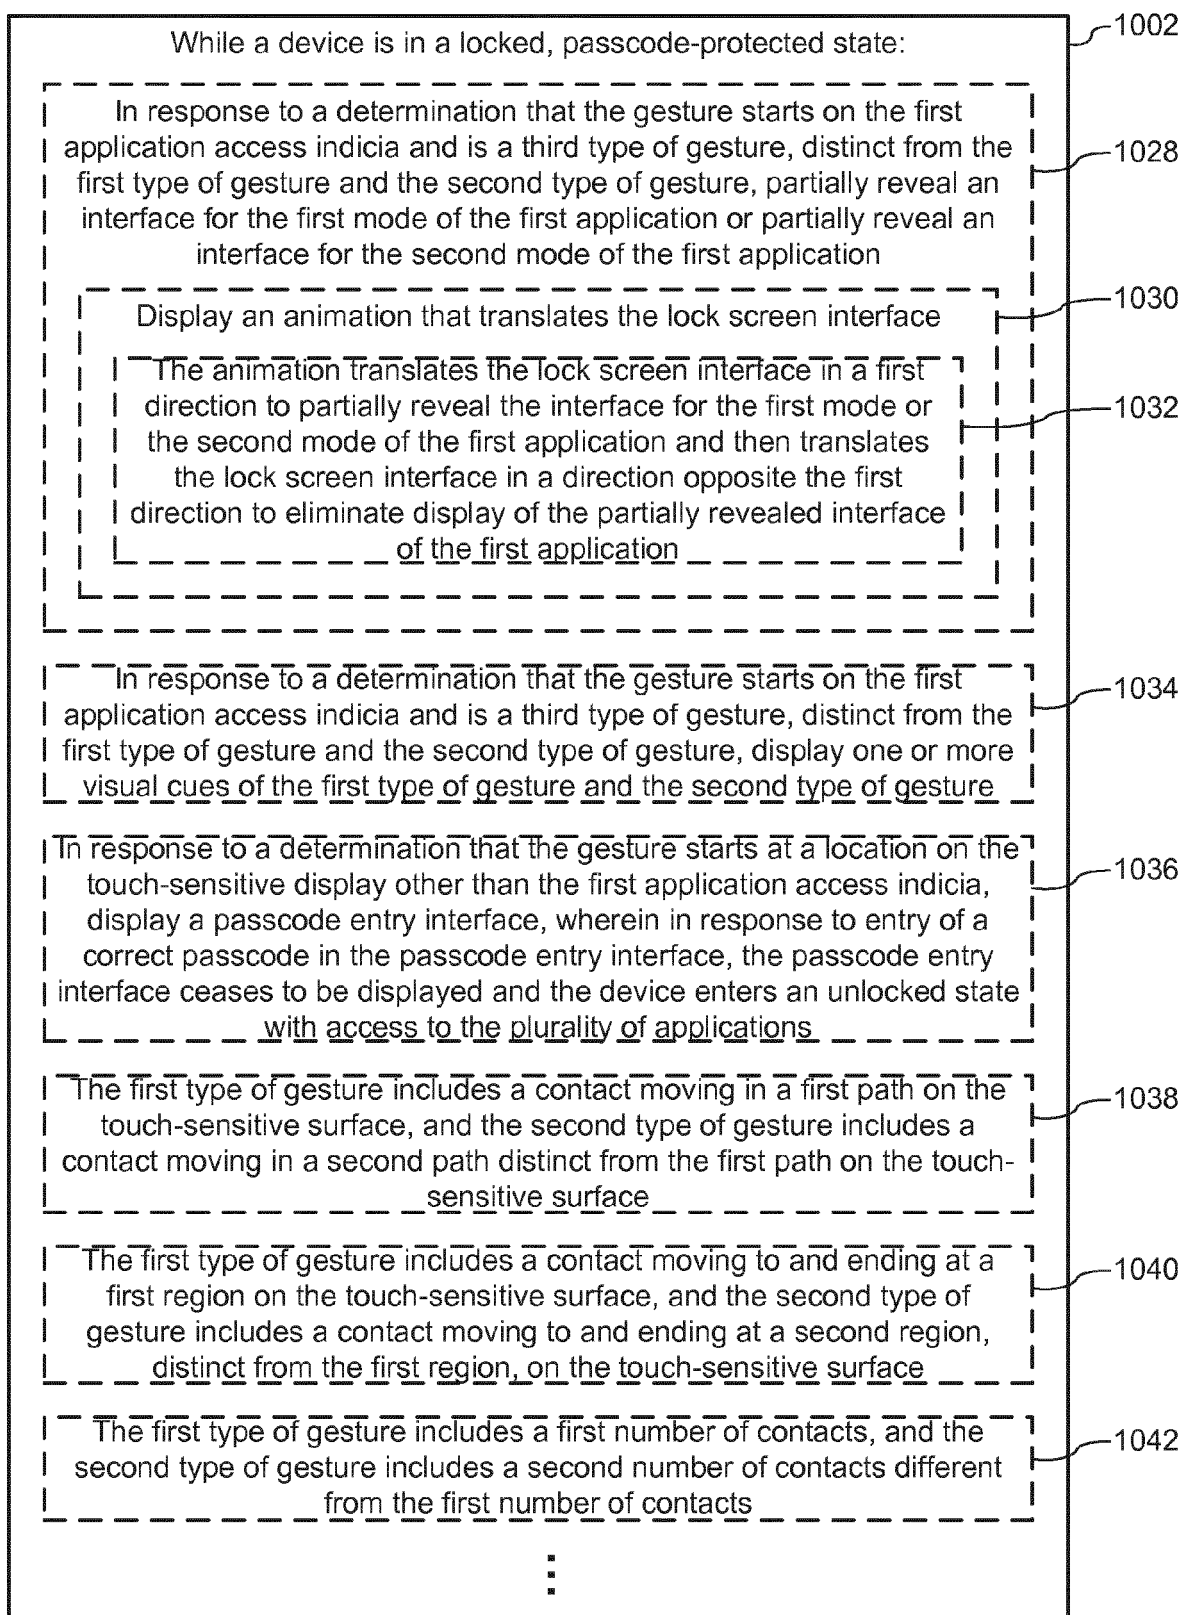 While a device is in a locked, passcode-protected state:
1002
In response to a determination that the gesture starts on the first
application access indicia and is a third type of gesture, distinct from the
first type of gesture and the second type of gesture, partially reveal an
interface for the first mode of the first application or partially reveal an
interface for the second mode of the first application
1028
Display an animation that translates the lock screen interface
1030
The animation translates the lock screen interface in a first
direction to partially reveal the interface for the first mode or
the second mode of the first application and then translates
the lock screen interface in a direction opposite the first
direction to eliminate display of the partially revealed interface
of the first application
1032
In response to a determination that the gesture starts on the first
application access indicia and is a third type of gesture, distinct from the
first type of gesture and the second type of gesture, display one or more
visual cues of the first type of gesture and the second type of gesture
1034
In response to a determination that the gesture starts at a location on the
touch-sensitive display other than the first application access indicia,
display a passcode entry interface, wherein in response to entry of a
correct passcode in the passcode entry interface, the passcode entry
interface ceases to be displayed and the device enters an unlocked state
with access to the plurality of applications
1036
The first type of gesture includes a contact moving in a first path on the
touch-sensitive surface, and the second type of gesture includes a
contact moving in a second path distinct from the first path on the touch-
sensitive surface
1038
The first type of gesture includes a contact moving to and ending at a
first region on the touch-sensitive surface, and the second type of
gesture includes a contact moving to and ending at a second region,
distinct from the first region, on the touch-sensitive surface
1040
The first type of gesture includes a first number of contacts, and the
second type of gesture includes a second number of contacts different
from the first number of contacts
1042